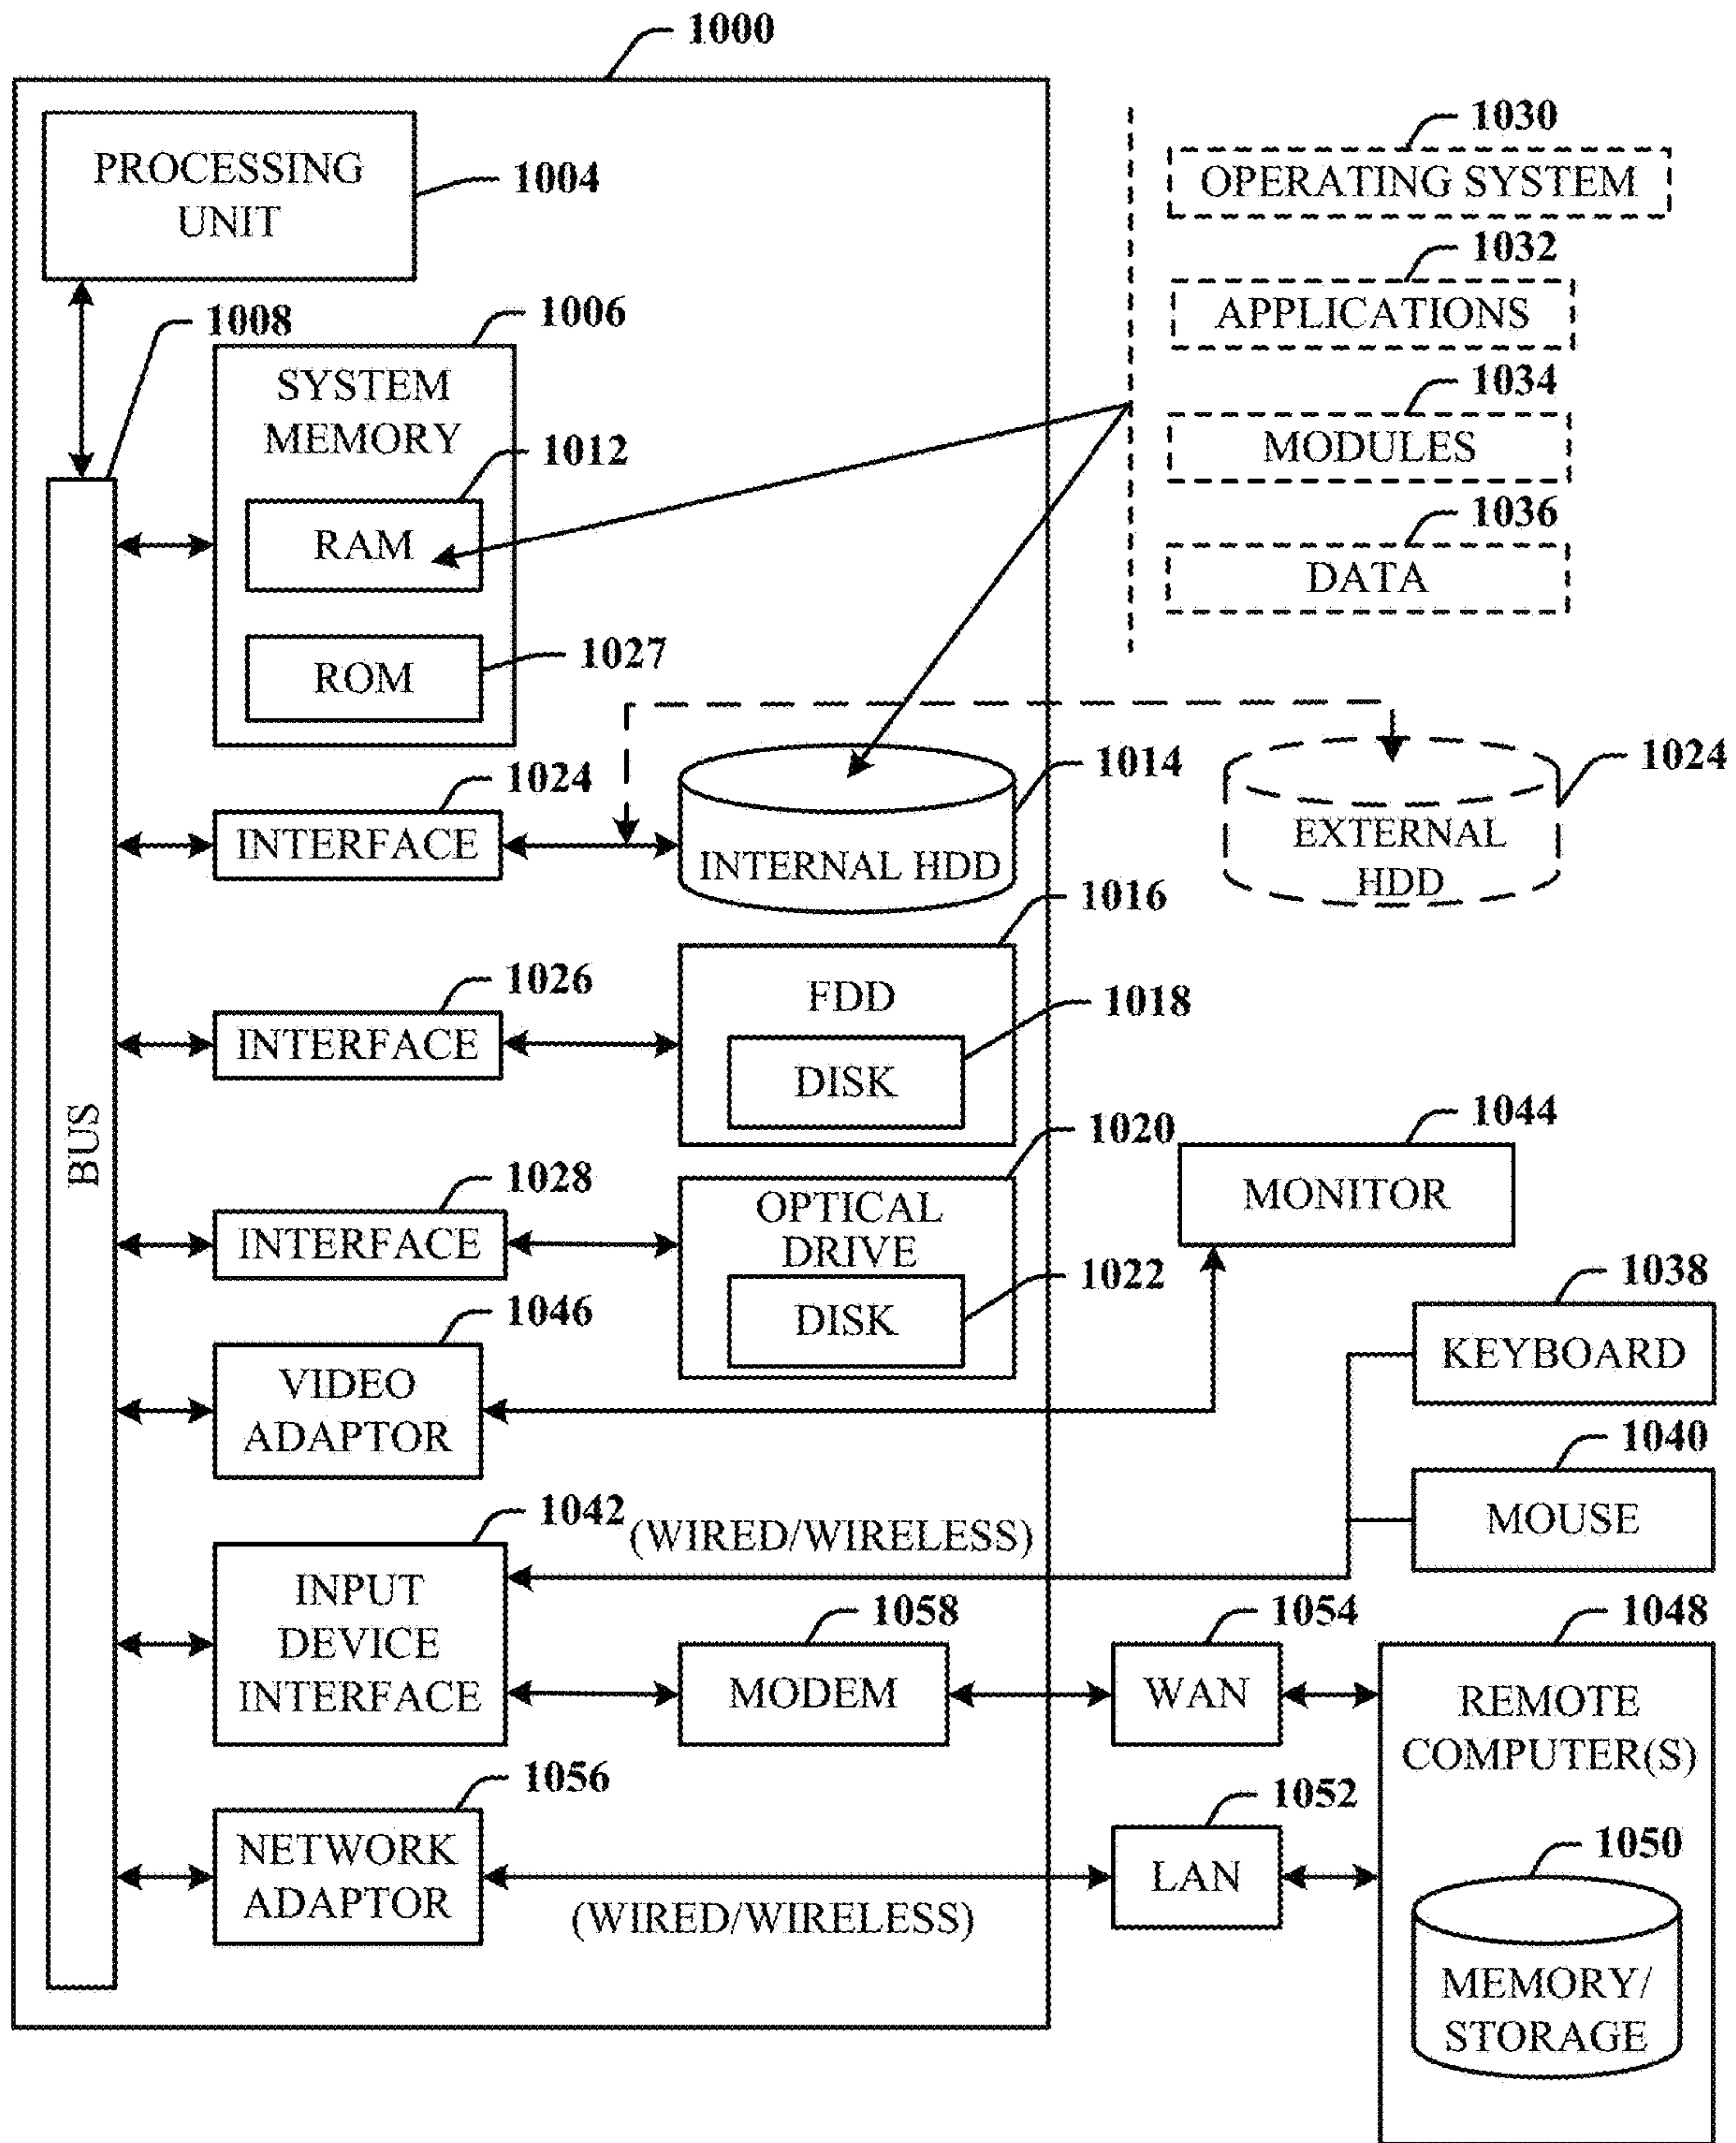 1000
PROCESSING
UNIT
1004
1030
OPERATING SYSTEM
1032
APPLICATIONS
1034
MODULES
1036
DATA
1008
1006
SYSTEM
MEMORY
1012
RAM
1027
ROM
1024
INTERFACE
1014
INTERNAL HDD
1024
EXTERNAL
HDD
1016
FDD
1018
DISK
1026
INTERFACE
BUS
1020
OPTICAL
DRIVE
1022
DISK
1028
INTERFACE
1044
MONITOR
1046
VIDEO
ADAPTOR
1038
KEYBOARD
1040
MOUSE
1042
(WIRED/WIRELESS)
INPUT
DEVICE
INTERFACE
1058
MODEM
1054
WAN
1048
REMOTE
COMPUTER(S)
1056
NETWORK
ADAPTOR
(WIRED/WIRELESS)
1052
LAN
1050
MEMORY/
STORAGE